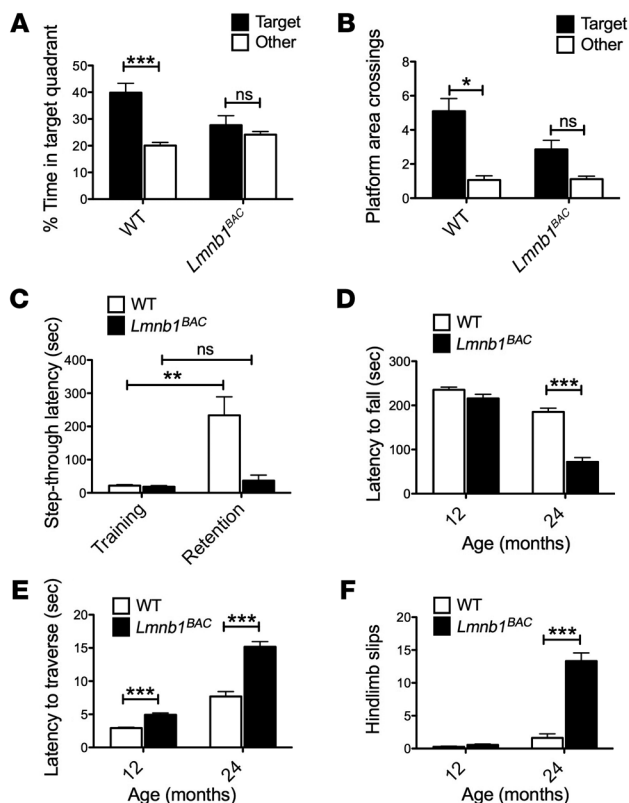 A
Target
Other
% Time in target quadrant
50
40
30
20
10
0
***
ns
WT
Lmnb1BAC
B
Target
Other
Platform area crossings
8
6
4
2
0
*
ns
WT
Lmnb1BAC
C
WT
Lmnb1BAC
Step-through latency (sec)
400
300
200
100
0
ns
**
Training
Retention
D
WT
Lmnb1BAC
Latency to fall (sec)
300
200
100
0
***
12
24
Age (months)
E
WT
Lmnb1BAC
Latency to traverse (sec)
20
15
10
5
0
***
***
12
24
Age (months)
F
WT
Lmnb1BAC
Hindlimb slips
20
15
10
5
0
***
12
24
Age (months)